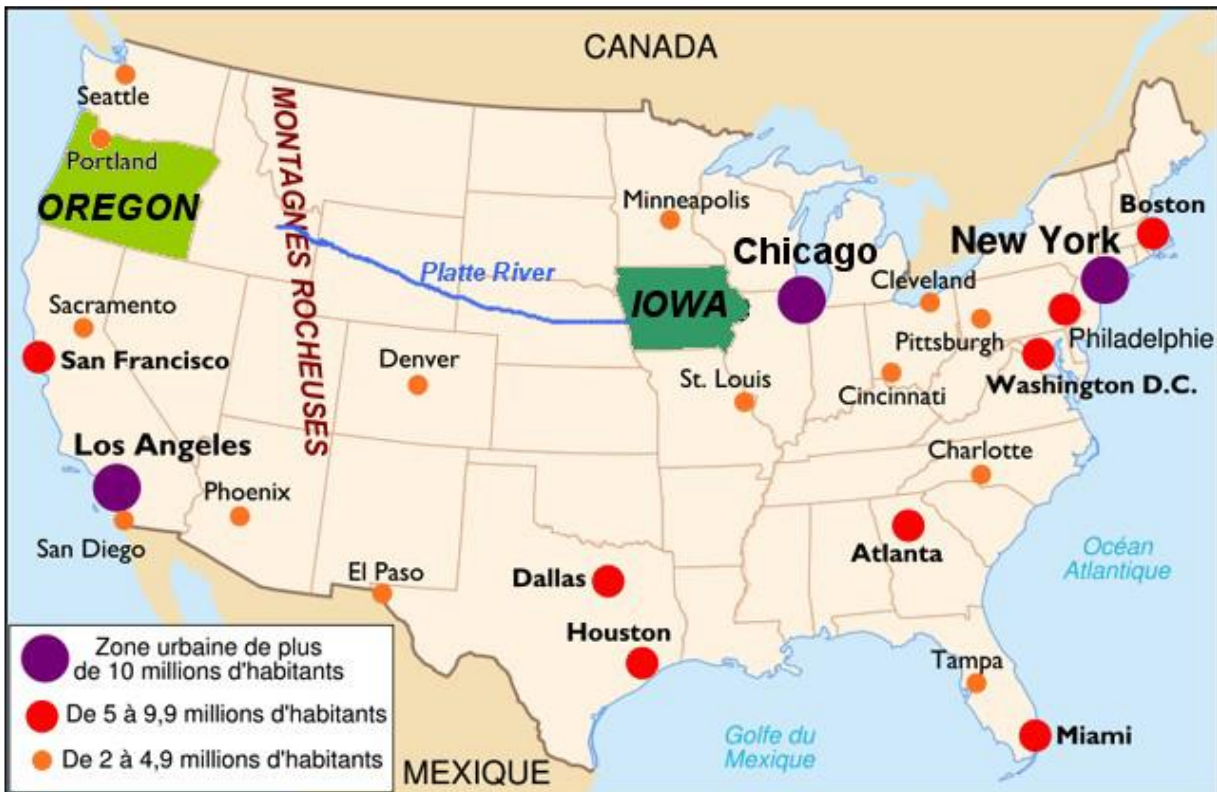 CANADA
Seattle
Portland
OREGON
MONTAGNES ROCHEUSES
Minneapolis
Boston
New York
Chicago
Platte River
Cleveland
IOWA
Sacramento
San Francisco
Denver
Pittsburgh
Philadelphie
St. Louis
Cincinnati
Washington D.C.
Los Angeles
Charlotte
Phoenix
San Diego
El Paso
Dallas
Atlanta
Océan
Atlantique
Houston
Zone urbaine de plus
de 10 millions d'habitants
De 5 à 9,9 millions d'habitants
De 2 à 4,9 millions d'habitants
Tampa
Miami
Golfe du
Mexique
MEXIQUE